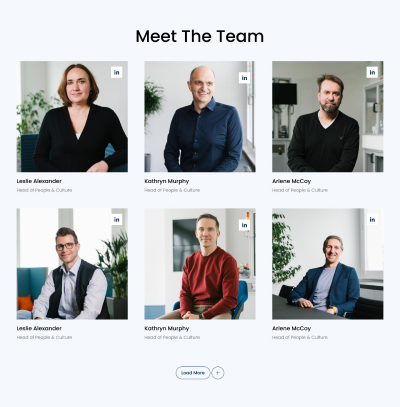 Meet The Team
in
in
in
Leslie Alexander
Kathryn Murphy
Arlene McCoy
Head of People & Culture
Head of People & Culture
Head of People & Culture
in
in
in
Leslie Alexander
Kathryn Murphy
Arlene McCoy
Head of People & Culture
Head of People & Culture
Head of People & Culture
Load More
+